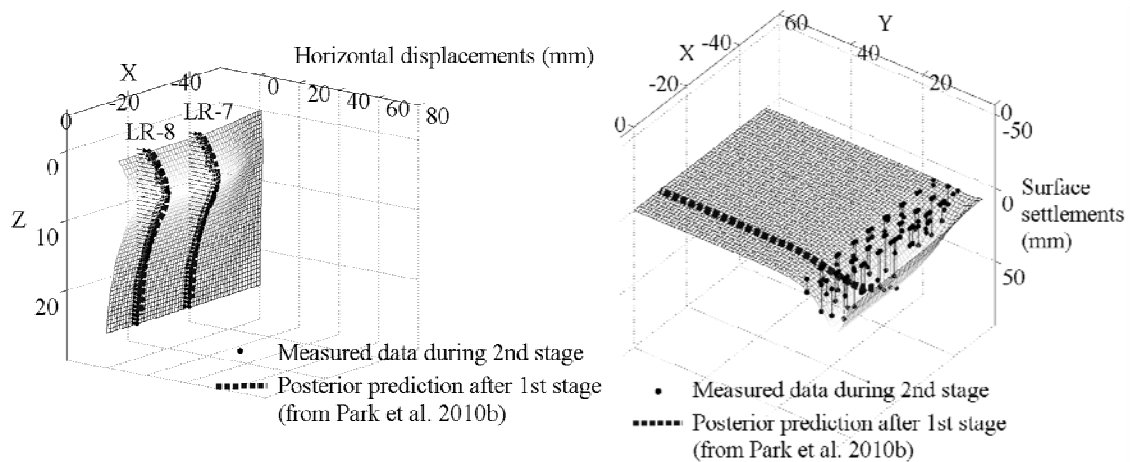 Horizontal displacements (mm)
X
0
-20
-40
0
20
40
60
80
LR-8
LR-7
0
Z
10
20
Measured data during 2nd stage
Posterior prediction after 1st stage
(from Park et al. 2010b)
Y
60
40
20
0
X
-40
-20
0
-50
0
Surface
settlements
(mm)
50
Measured data during 2nd stage
Posterior prediction after 1st stage
(from Park et al. 2010b)